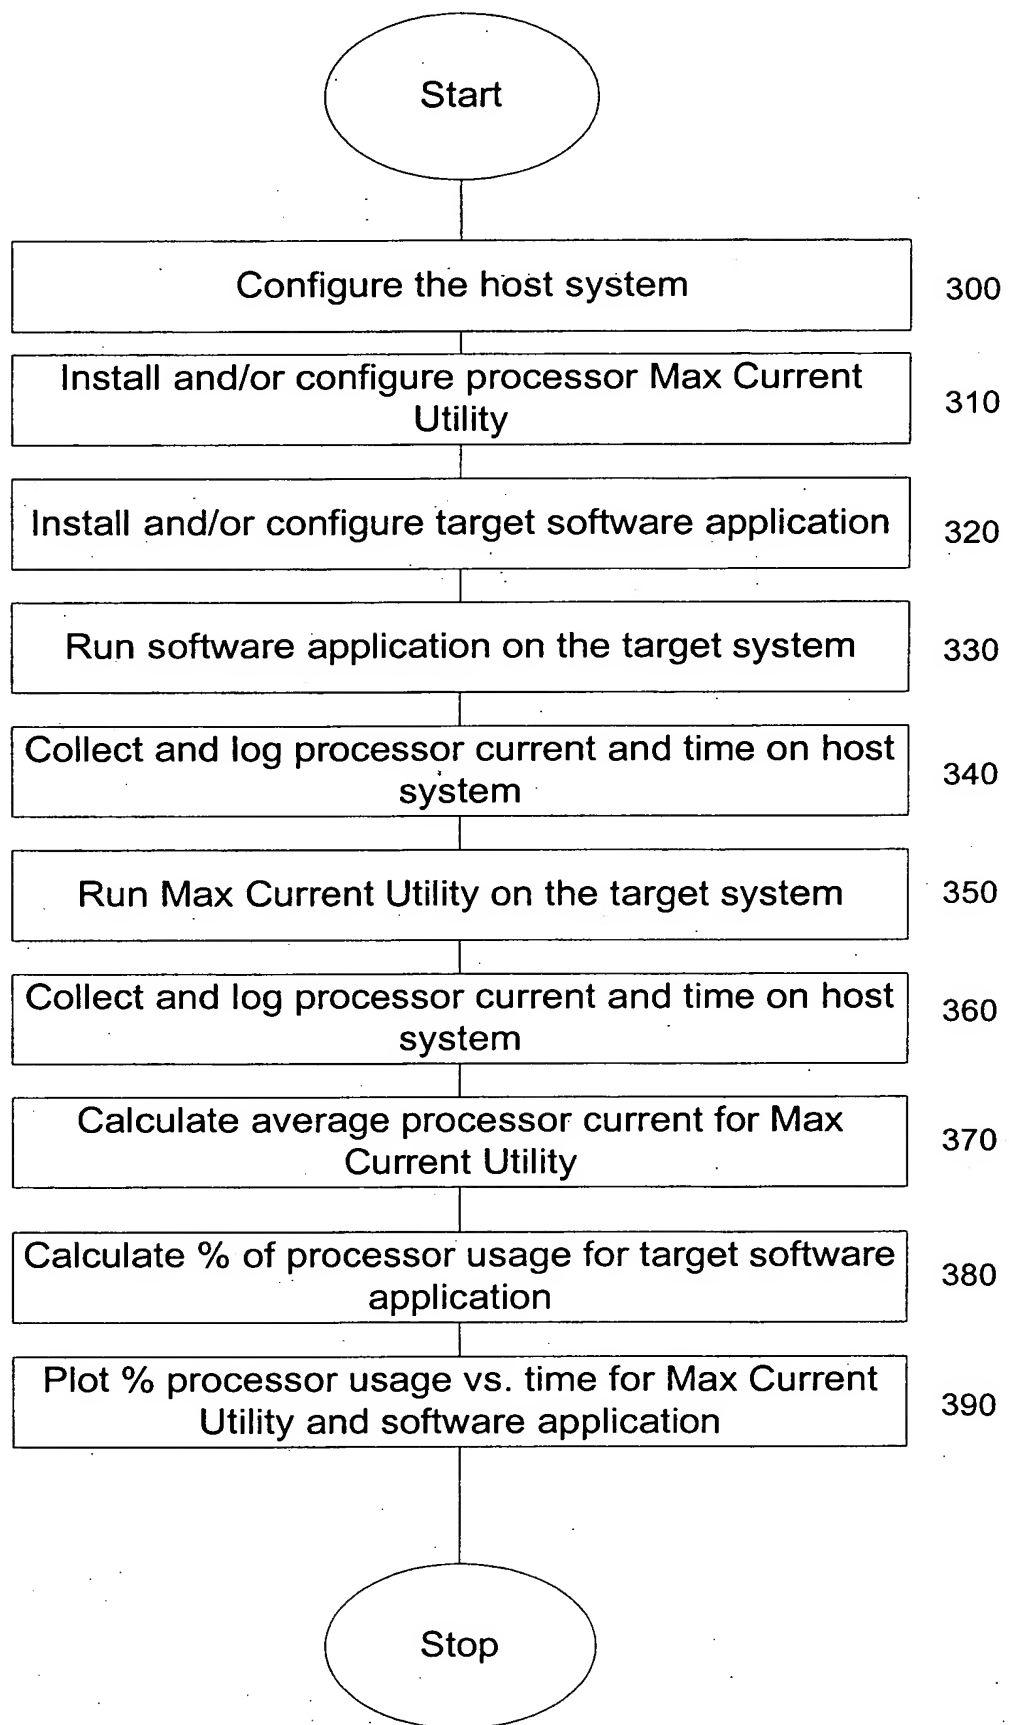 Start
Configure the host system
300
Install and/or configure processor Max Current
Utility
310
Install and/or configure target software application
320
Run software application on the target system
330
Collect and log processor current and time on host
system
340
Run Max Current Utility on the target system
350
Collect and log processor current and time on host
system
360
Calculate average processor current for Max
Current Utility
370
Calculate % of processor usage for target software
application
380
Plot % processor usage vs. time for Max Current
Utility and software application
390
Stop